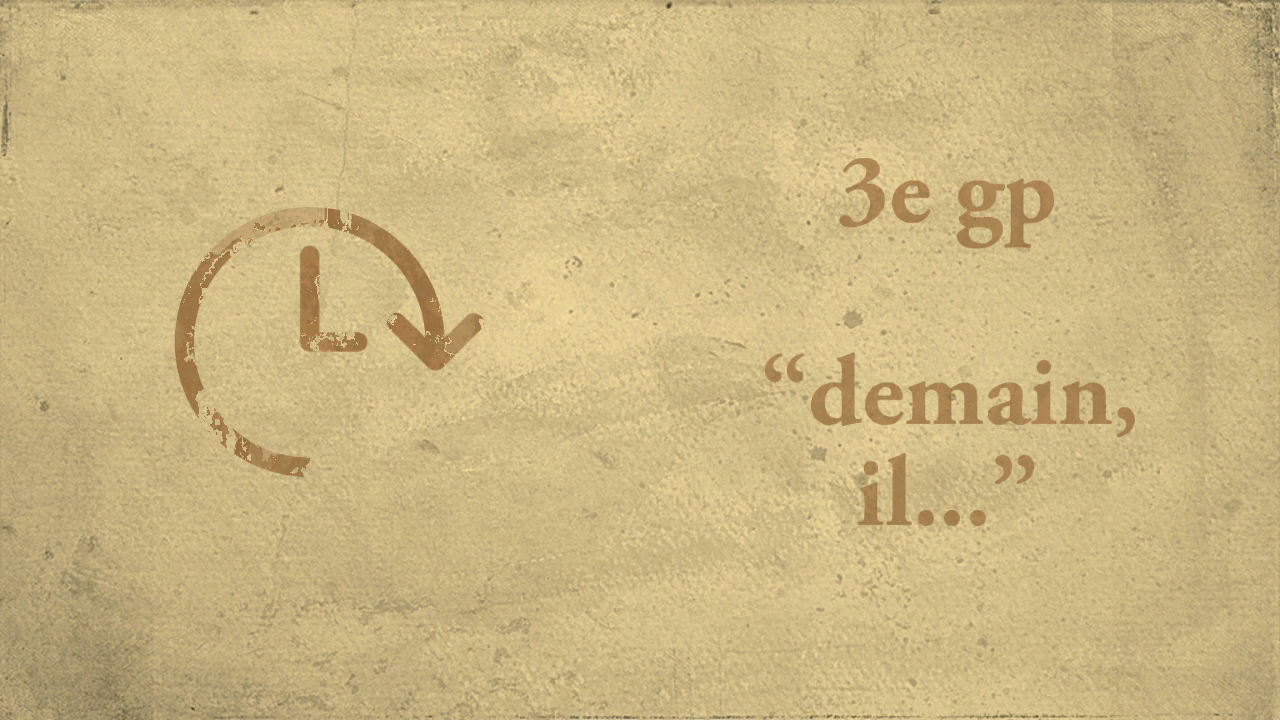 3e gp
“demain,
il...”